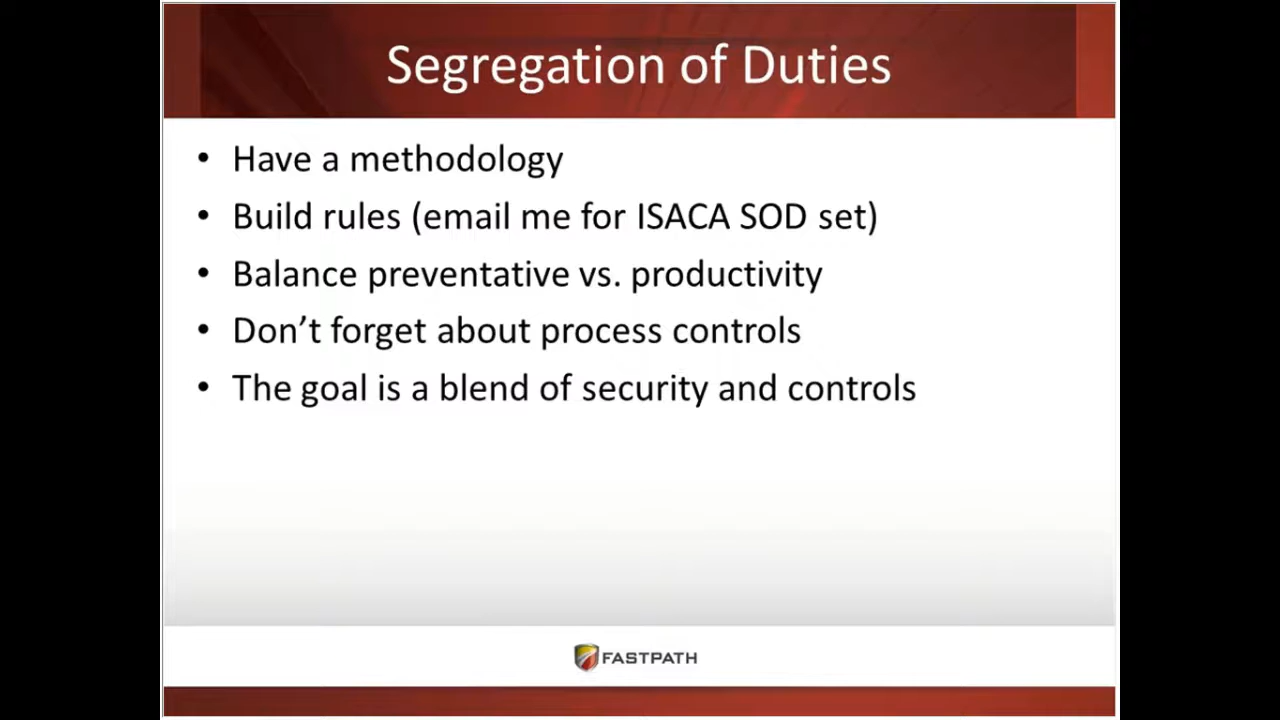 Segregation of Duties
• Have a methodology
• Build rules (email me for ISACA SOD set)
• Balance preventative vs. productivity
• Don’t forget about process controls
• The goal is a blend of security and controls
FASTPATH